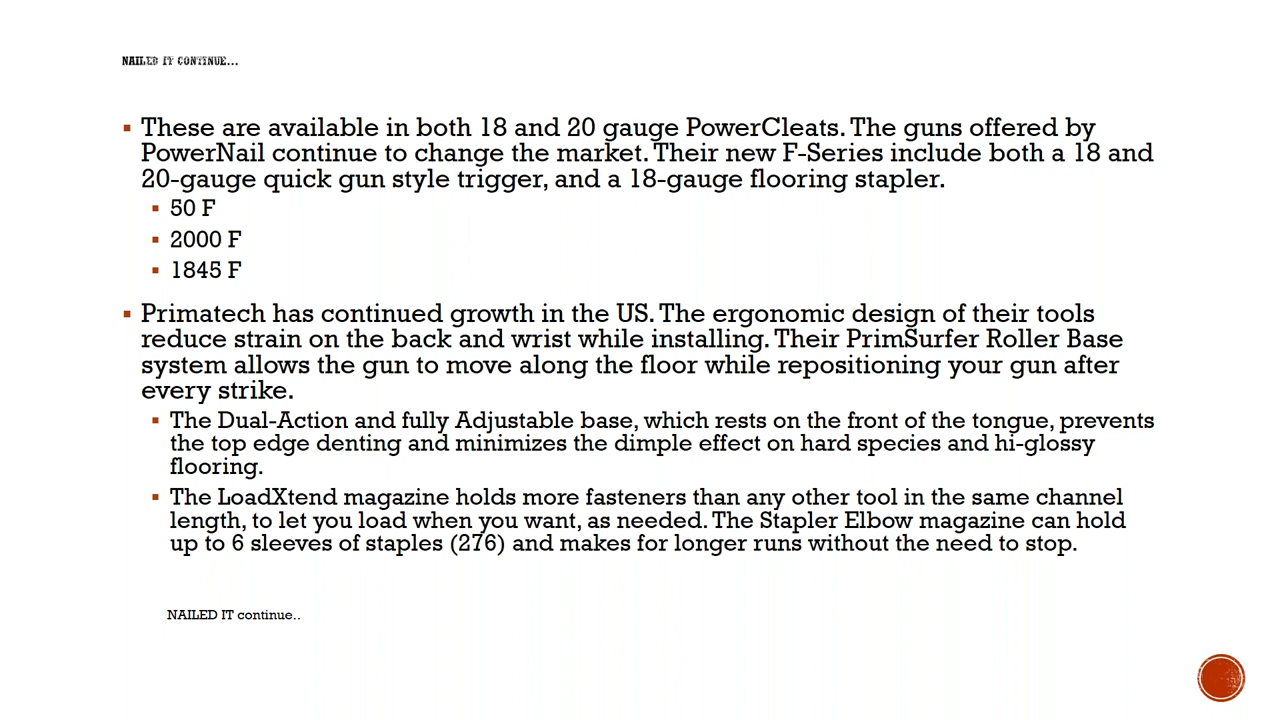 NAILED IT CONTINUE...
These are available in both 18 and 20 gauge PowerCleats. The guns offered by
PowerNail continue to change the market. Their new F-Series include both a 18 and
20-gauge quick gun style trigger, and a 18-gauge flooring stapler.
50 F
2000 F
1845 F
Primatech has continued growth in the US. The ergonomic design of their tools
reduce strain on the back and wrist while installing. Their PrimSurfer Roller Base
system allows the gun to move along the floor while repositioning your gun after
every strike.
The Dual-Action and fully Adjustable base, which rests on the front of the tongue, prevents
the top edge denting and minimizes the dimple effect on hard species and hi-glossy
flooring.
The LoadXtend magazine holds more fasteners than any other tool in the same channel
length, to let you load when you want, as needed. The Stapler Elbow magazine can hold
up to 6 sleeves of staples (276) and makes for longer runs without the need to stop.
NAILED IT continue..